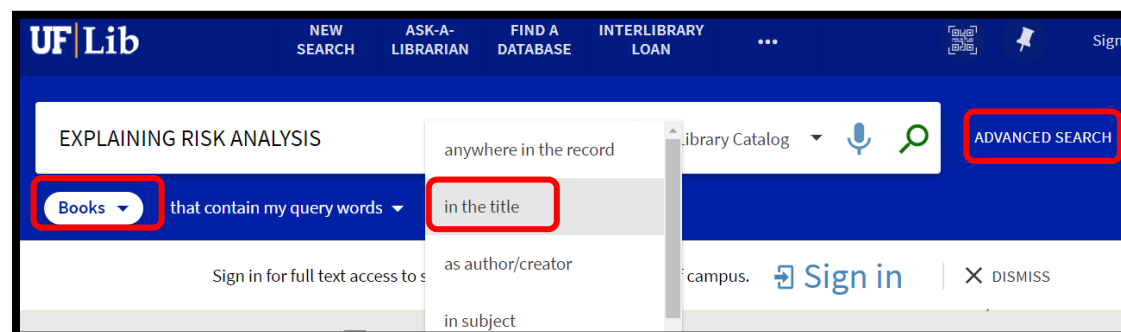 UF Lib
NEW SEARCH
ASK-A-LIBRARIAN
FIND A DATABASE
INTERLIBRARY LOAN
•••
Sign
EXPLAINING RISK ANALYSIS
Library Catalog
ADVANCED SEARCH
Books
that contain my query words
anywhere in the record
in the title
as author/creator
in subject
Sign in for full text access to
campus.
Sign in
DISMISS